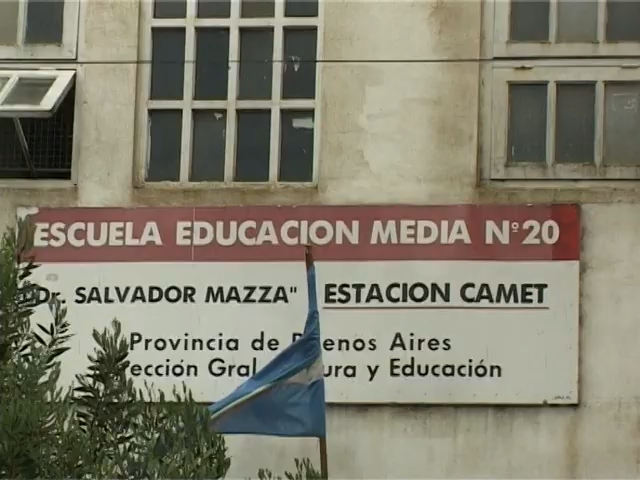 ESCUELA EDUCACION MEDIA Nº20
Dr. SALVADOR MAZZA" ESTACION CAMET
Provincia de Aires
Gral y Educación